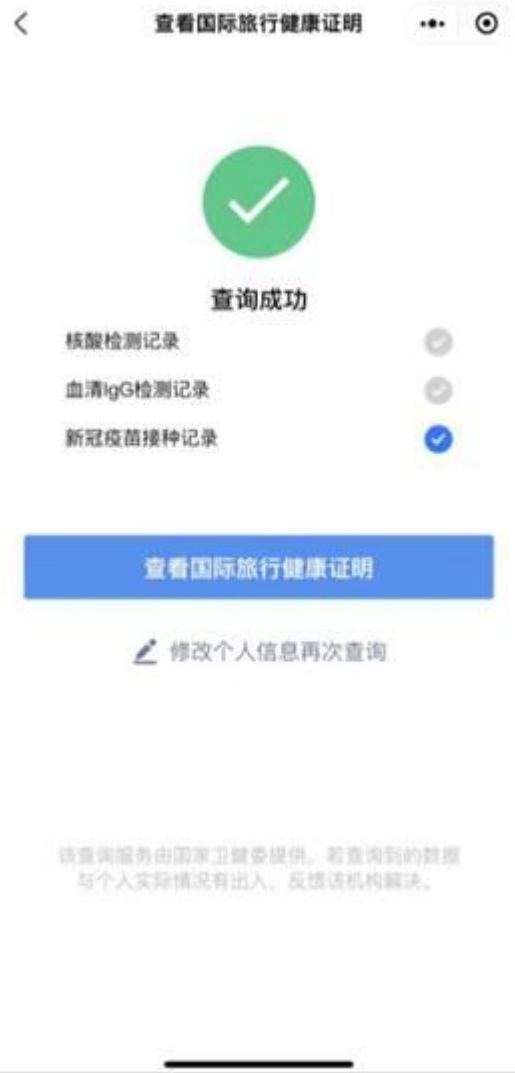 查看国际旅行健康证明
查询成功
核酸检测记录
血清IgG检测记录
新冠疫苗接种记录
查看国际旅行健康证明
修改个人信息再次查询
该查询服务由国家卫健委提供，若查询到的数据
与个人实际情况有出入，反馈该机构解决。